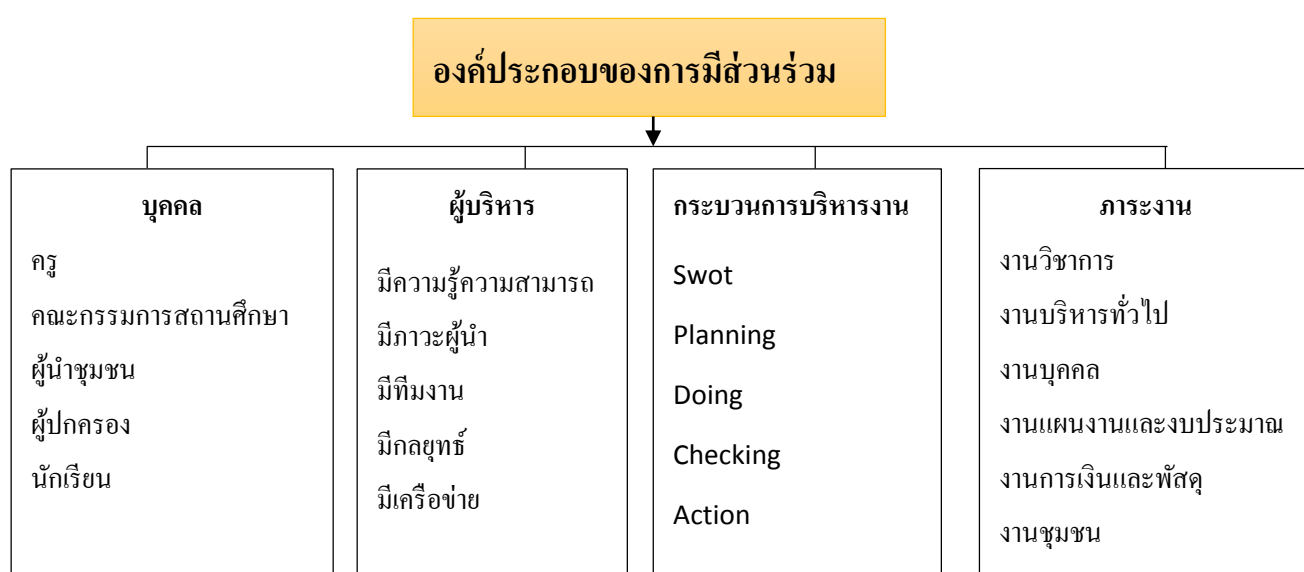 องค์ประกอบของการมีส่วนร่วม
บุคคล
ครู
คณะกรรมการสถานศึกษา
ผู้นำชุมชน
ผู้ปกครอง
นักเรียน
ผู้บริหาร
มีความรู้ความสามารถ
มีภาวะผู้นำ
มีทีมงาน
มีกลยุทธ์
มีเครือข่าย
กระบวนการบริหารงาน
Swot
Planning
Doing
Checking
Action
ภาระงาน
งานวิชาการ
งานบริหารทั่วไป
งานบุคคล
งานแผนงานและงบประมาณ
งานการเงินและพัสดุ
งานชุมชน